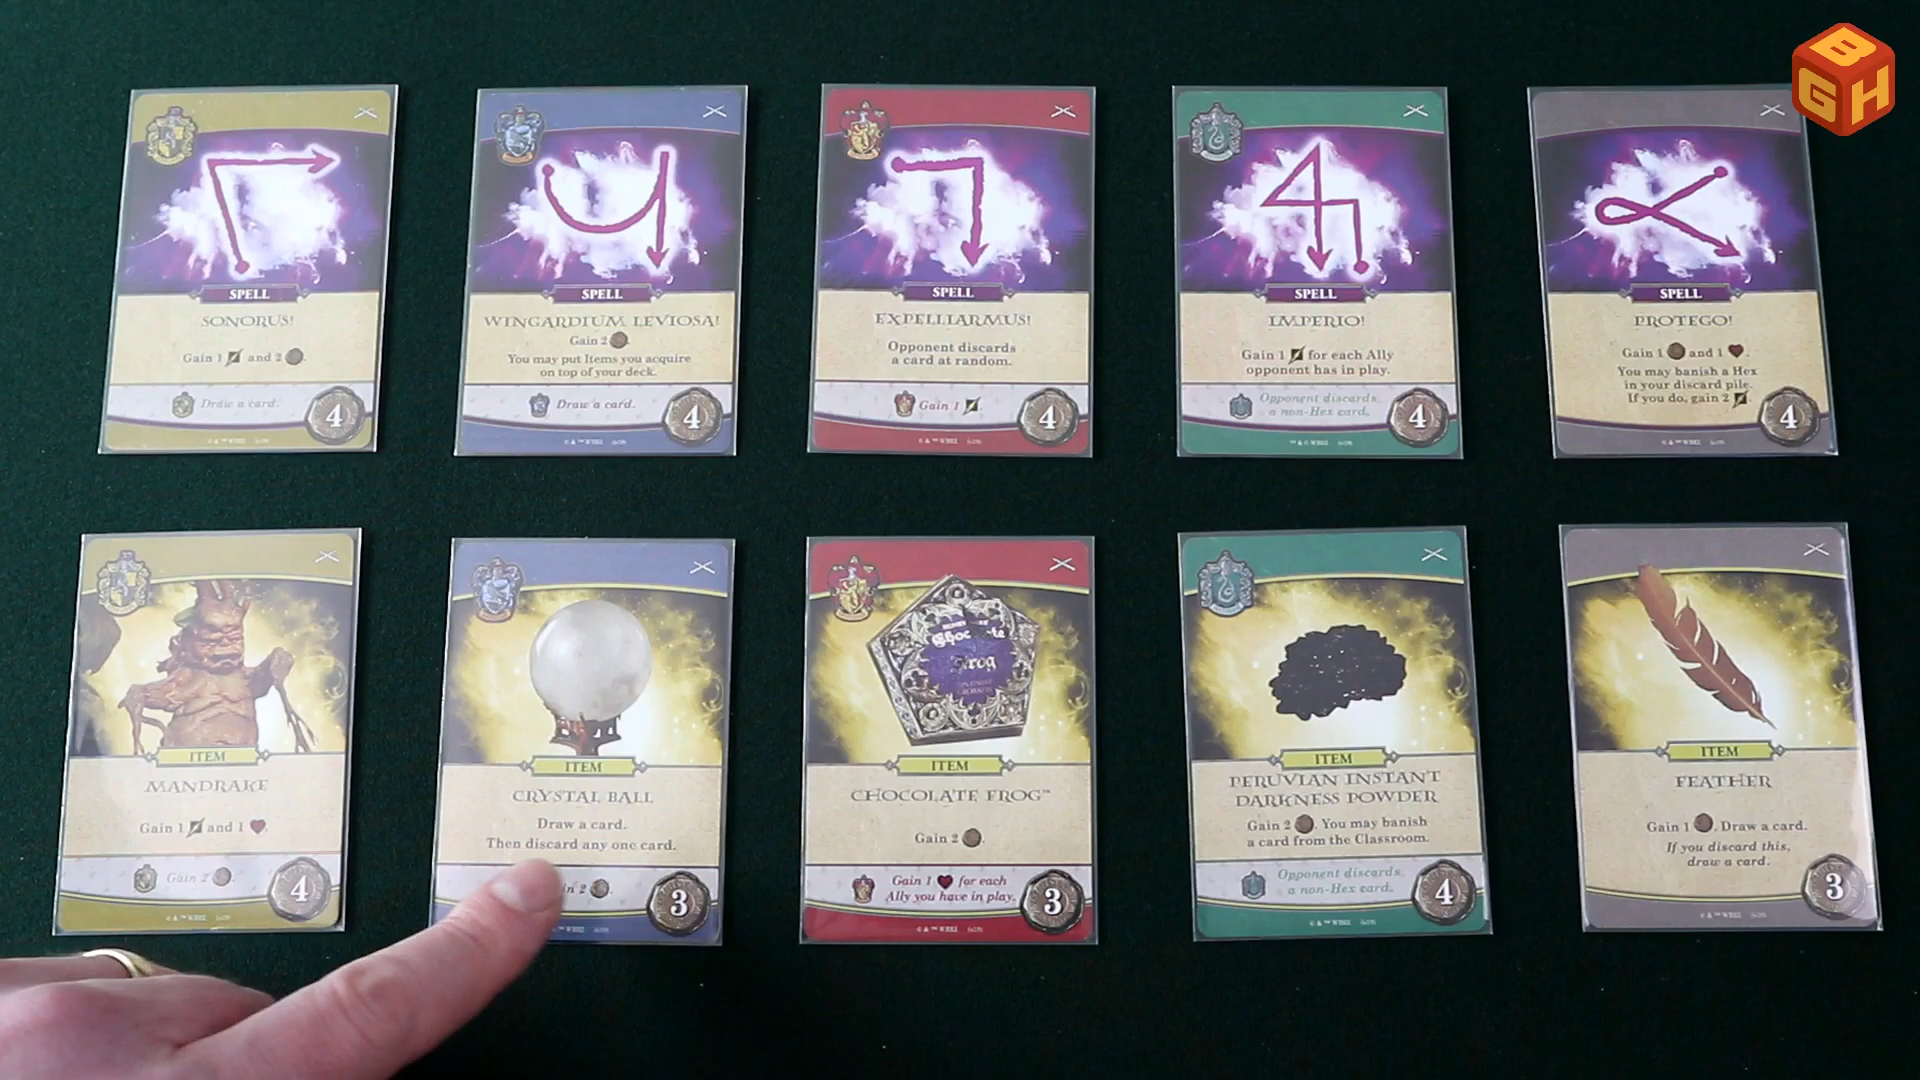 BGH
SPELL
SONORUS!
Gain 1 and 2 .
Draw a card.
4
SPELL
WINGARDIUM LEVIOSA!
Gain 2 .
You may put Items you acquire
on top of your deck.
Draw a card.
4
SPELL
EXPELLIARMUS!
Opponent discards
a card at random.
Gain 1 .
4
SPELL
IMPERIO!
Gain 1 for each Ally
opponent has in play.
Opponent discards
a non-Hex card.
4
SPELL
PROTEGO!
Gain 1 and 1 .
You may banish a Hex
in your discard pile.
If you do, gain 2 .
4
ITEM
MANDRAKE
Gain 1 and 1 .
Gain 2 .
4
ITEM
CRYSTAL BALL
Draw a card.
Then discard any one card.
in 2 .
3
Chocolate
Frog
ITEM
CHOCOLATE FROG™
Gain 2 .
Gain 1 for each
Ally you have in play.
3
ITEM
PERUVIAN INSTANT
DARKNESS POWDER
Gain 2 . You may banish
a card from the Classroom.
Opponent discards
a non-Hex card.
4
ITEM
FEATHER
Gain 1 . Draw a card.
If you discard this,
draw a card.
3